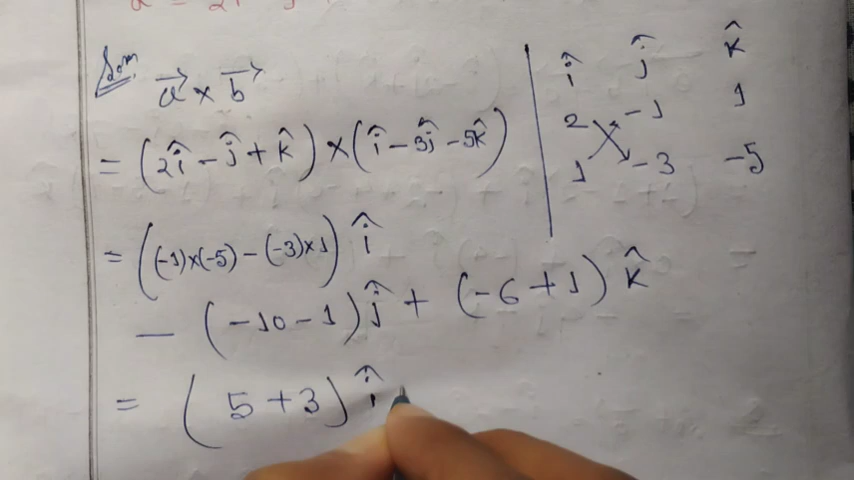 Soln.
a⃗ × b⃗
= (2î − ĵ + k̂) × (î − 3ĵ − 5k̂)
= ((-1)×(-5) − (-3)×1) î
− (−10 − 1) ĵ + (−6 + 1) k̂
= (5 + 3) î
î ĵ k̂
2 −1 1
1 −3 −5